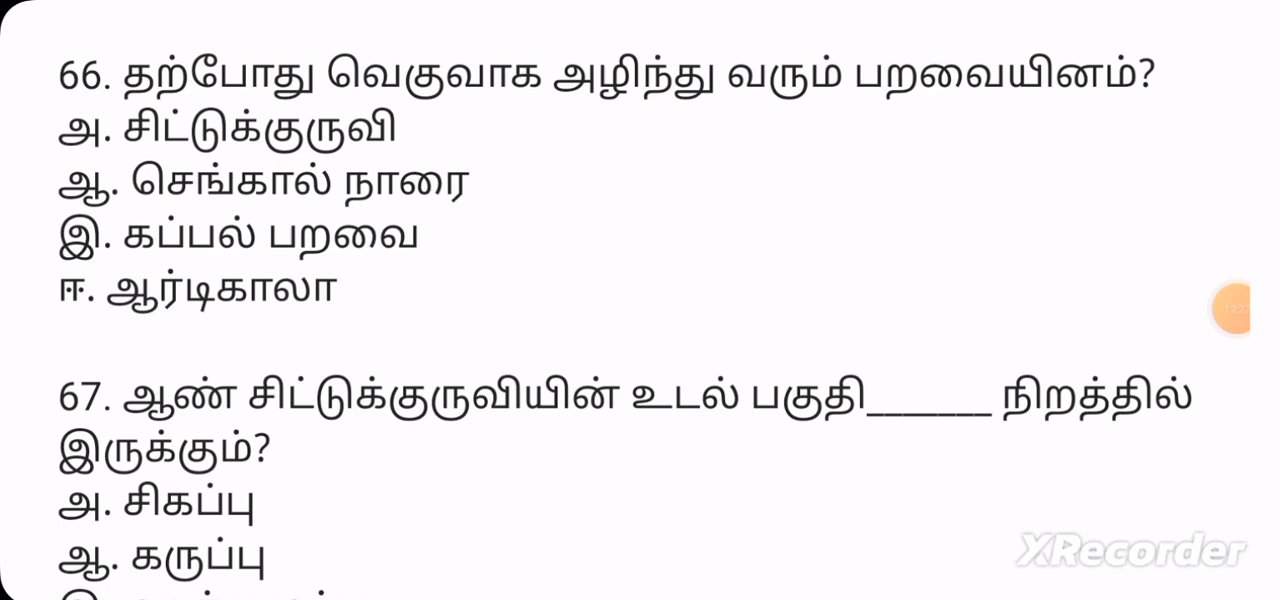 66. தற்போது வெகுவாக அழிந்து வரும் பறவையினம்?
அ. சிட்டுக்குருவி
ஆ. செங்கால் நாரை
இ. கப்பல் பறவை
ஈ. ஆர்டிகாலா
67. ஆண் சிட்டுக்குருவியின் உடல் பகுதி_______ நிறத்தில்
இருக்கும்?
அ. சிகப்பு
ஆ. கருப்பு
XRecorder